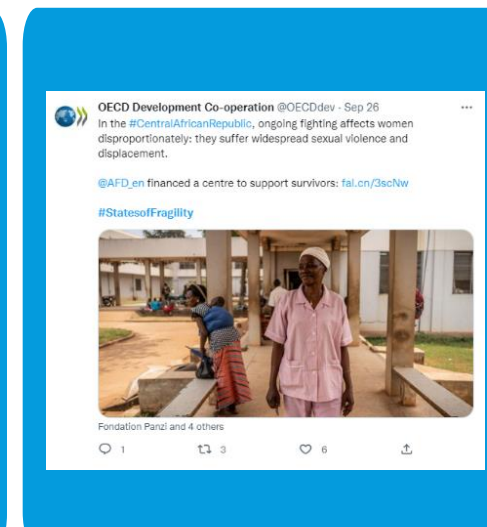 OECD Development Co-operation @OECDdev · Sep 26
In the #CentralAfricanRepublic, ongoing fighting affects women
disproportionately: they suffer widespread sexual violence and
displacement.
@AFD_en financed a centre to support survivors: fal.cn/3scNw
#StatesofFragility
Fondation Panzi and 4 others
1 3 6